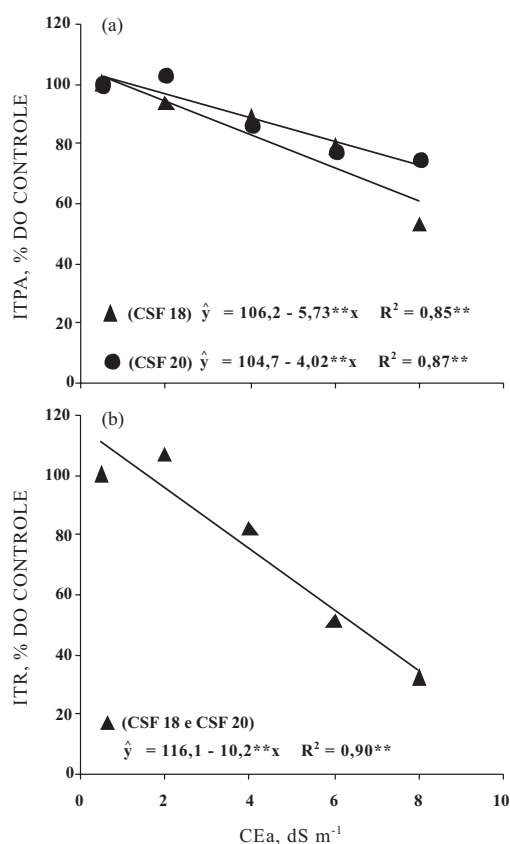 (a)
120
100
80
60
40
20
0
ITPA, % DO CONTROLE
▲ (CSF 18) ŷ = 106,2 - 5,73**x R² = 0,85**
● (CSF 20) ŷ = 104,7 - 4,02**x R² = 0,87**
(b)
120
100
80
60
40
20
0
ITR, % DO CONTROLE
▲ (CSF 18 e CSF 20)
ŷ = 116,1 - 10,2**x R² = 0,90**
0 2 4 6 8 10
CEa, dS m⁻¹